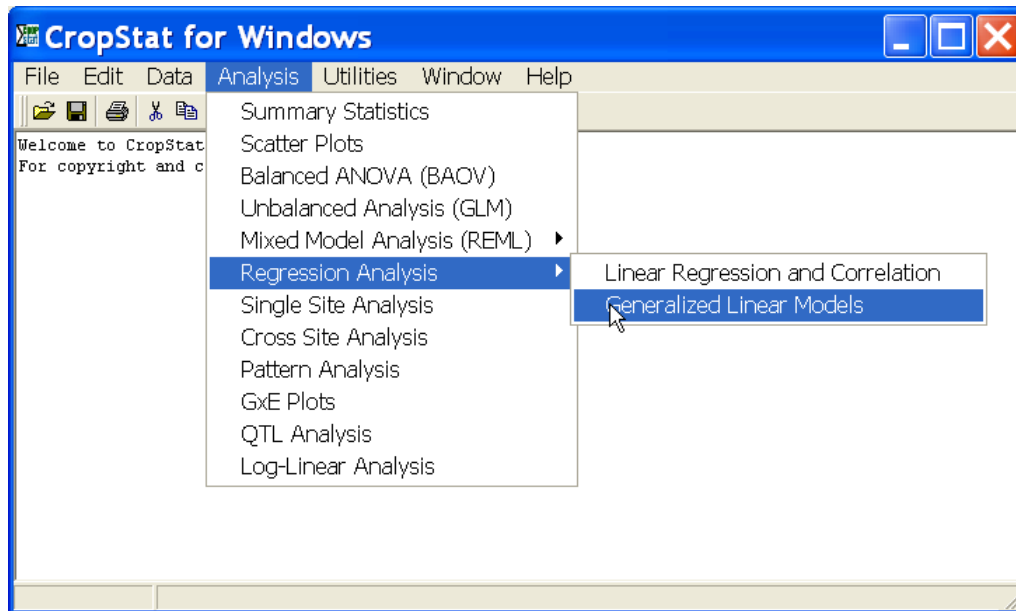 CropStat for Windows
File Edit Data Analysis Utilities Window Help
Welcome to CropStat
For copyright and c
Summary Statistics
Scatter Plots
Balanced ANOVA (BAOV)
Unbalanced Analysis (GLM)
Mixed Model Analysis (REML)
Regression Analysis
Single Site Analysis
Cross Site Analysis
Pattern Analysis
GxE Plots
QTL Analysis
Log-Linear Analysis
Linear Regression and Correlation
Generalized Linear Models